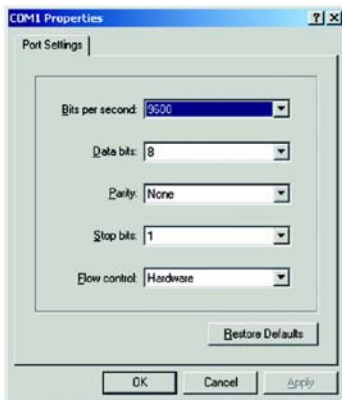 COM1 Properties
Port Settings
Bits per second: 9600
Data bits: 8
Parity: None
Stop bits: 1
Flow control: Hardware
Restore Defaults
OK Cancel Apply